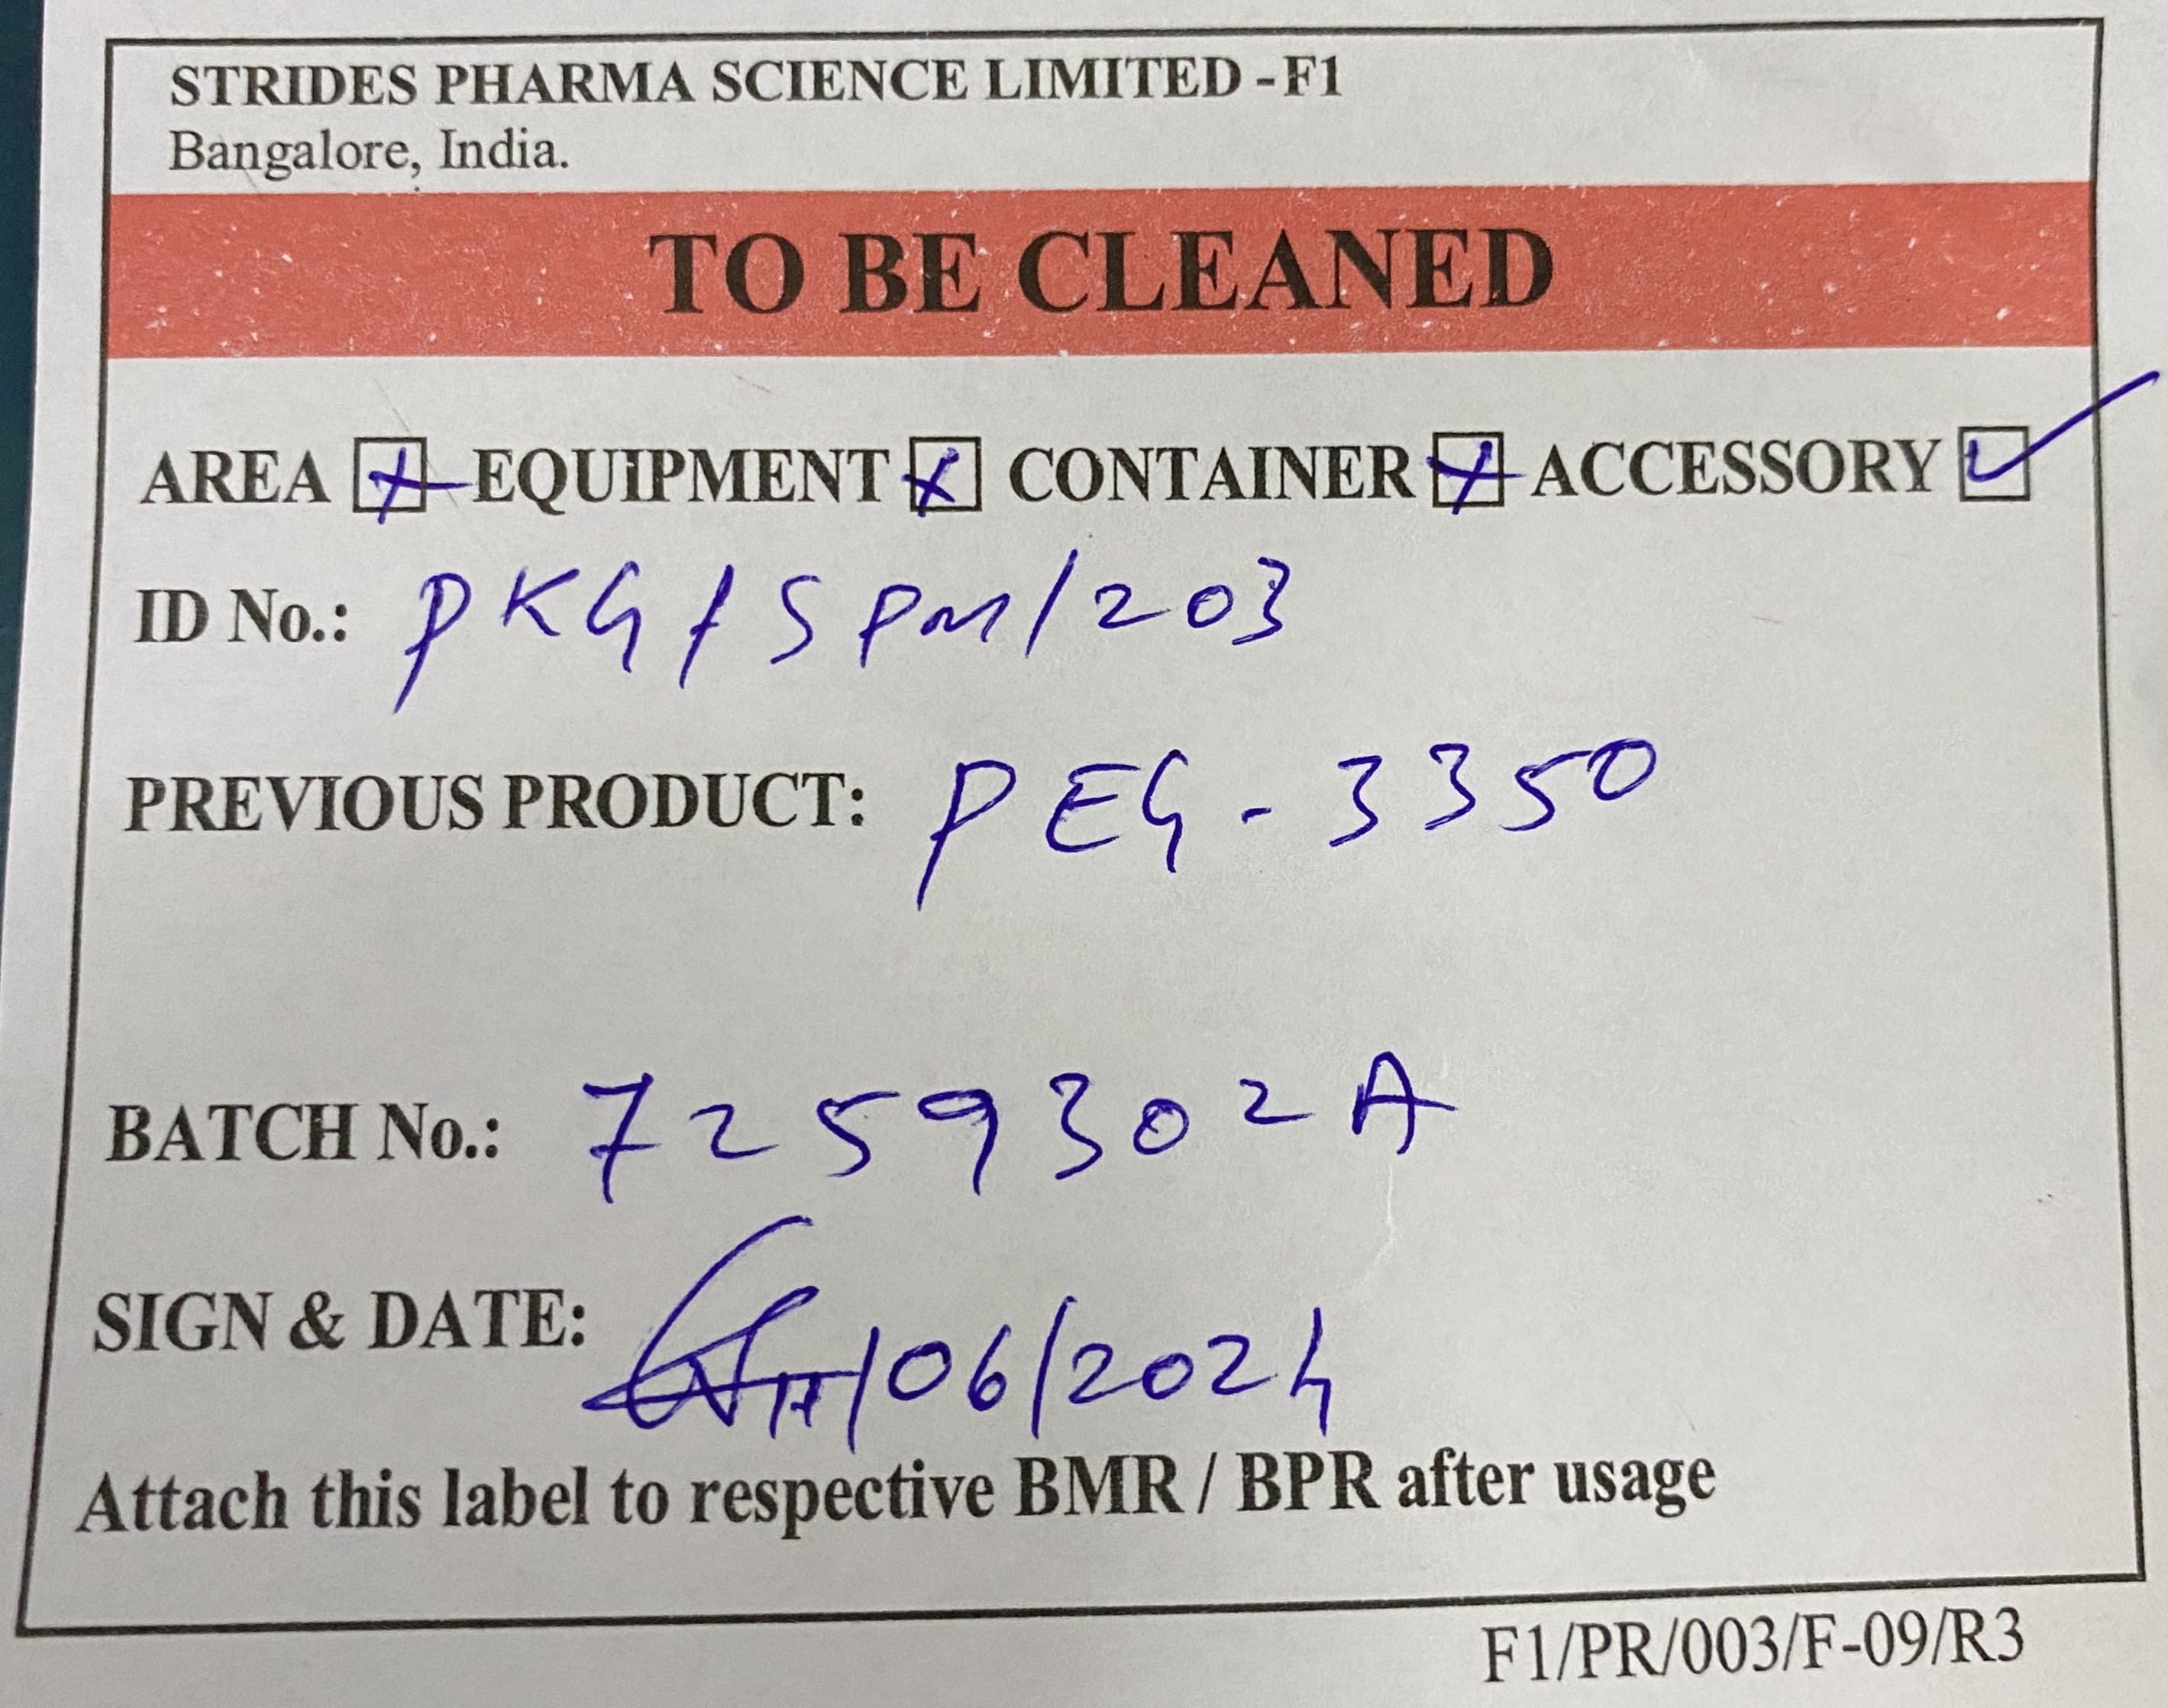 STRIDES PHARMA SCIENCE LIMITED - F1
Bangalore, India.
TO BE CLEANED
AREA EQUIPMENT CONTAINER ACCESSORY
ID No.: PKG/SPM/203
PREVIOUS PRODUCT: PEG-3350
BATCH No.: 7259302A
SIGN & DATE: /06/2024
Attach this label to respective BMR / BPR after usage
F1/PR/003/F-09/R3